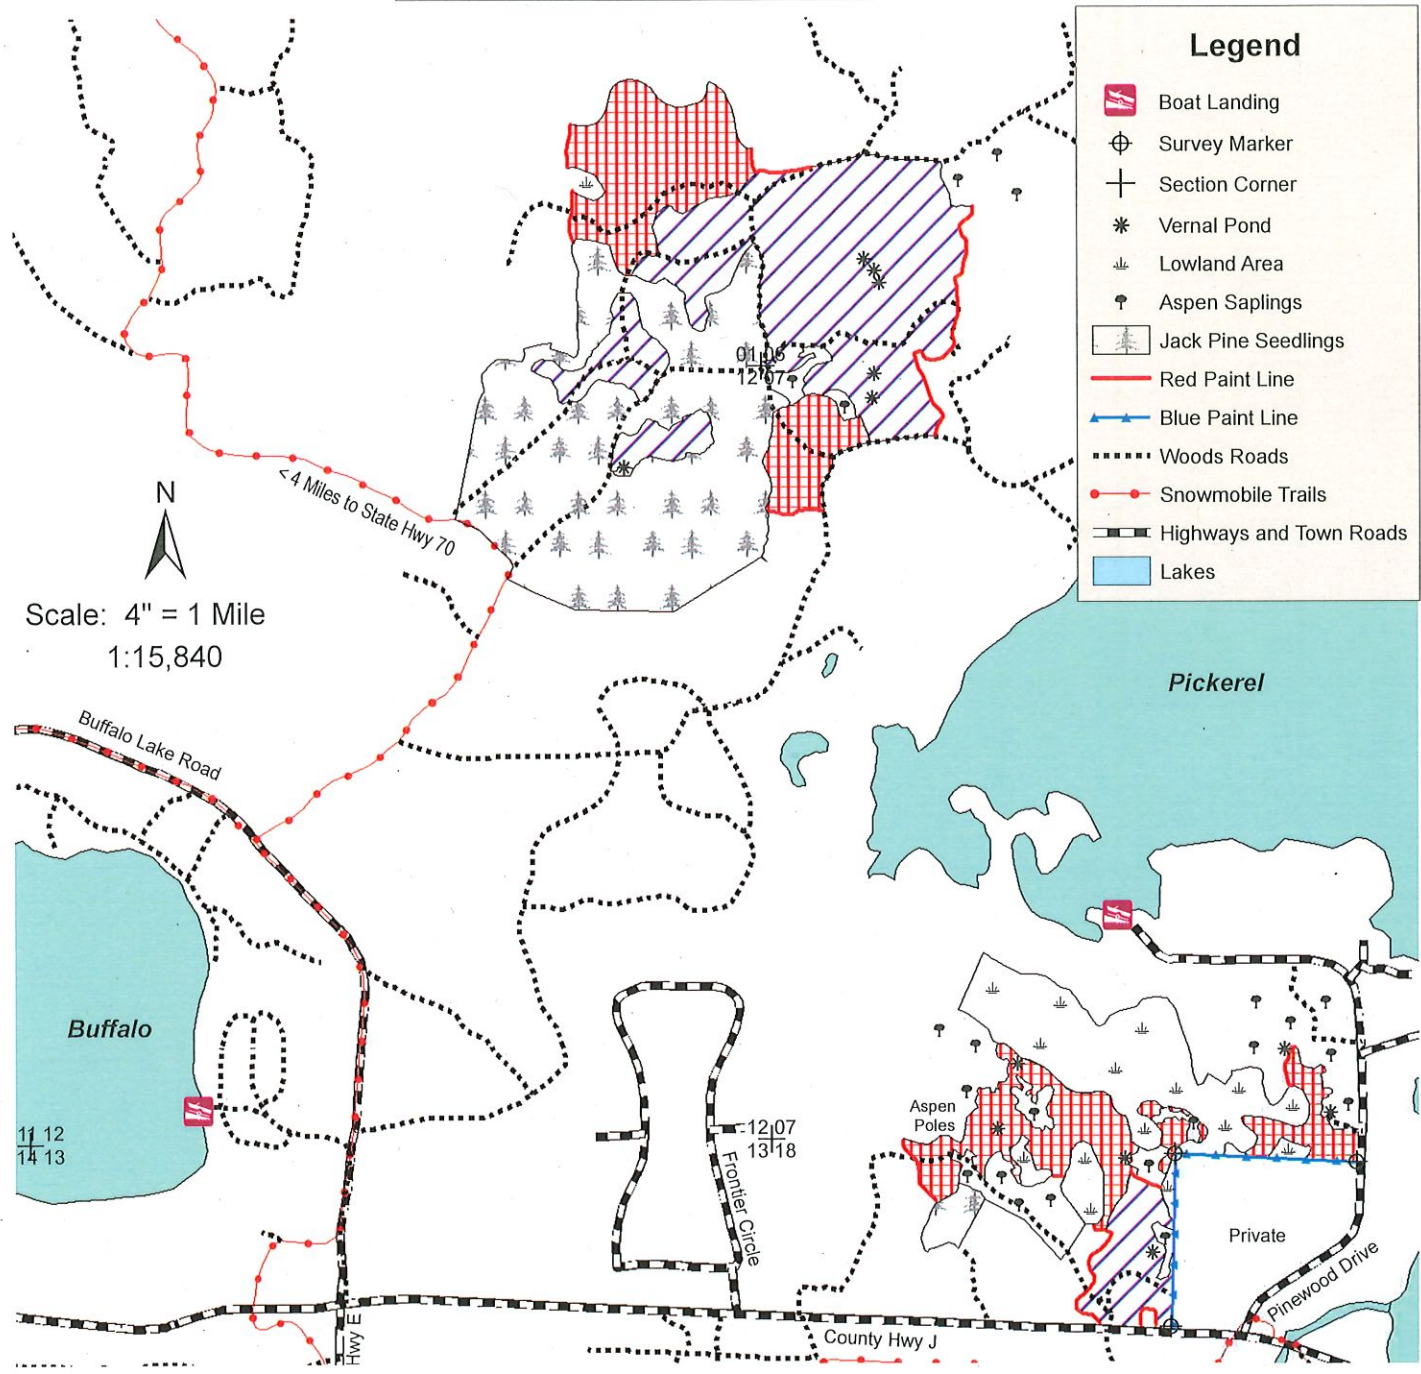 Legend
Boat Landing
Survey Marker
Section Corner
Vernal Pond
Lowland Area
Aspen Saplings
Jack Pine Seedlings
Red Paint Line
Blue Paint Line
Woods Roads
Snowmobile Trails
Highways and Town Roads
Lakes
01 06
12 07
< 4 Miles to State Hwy 70
N
Scale: 4" = 1 Mile
1:15,840
Pickerel
Buffalo Lake Road
Buffalo
11 12
14 13
Aspen
Poles
12 07
13 18
Frontier Circle
Private
Pinewood Drive
County Hwy J
Hwy E